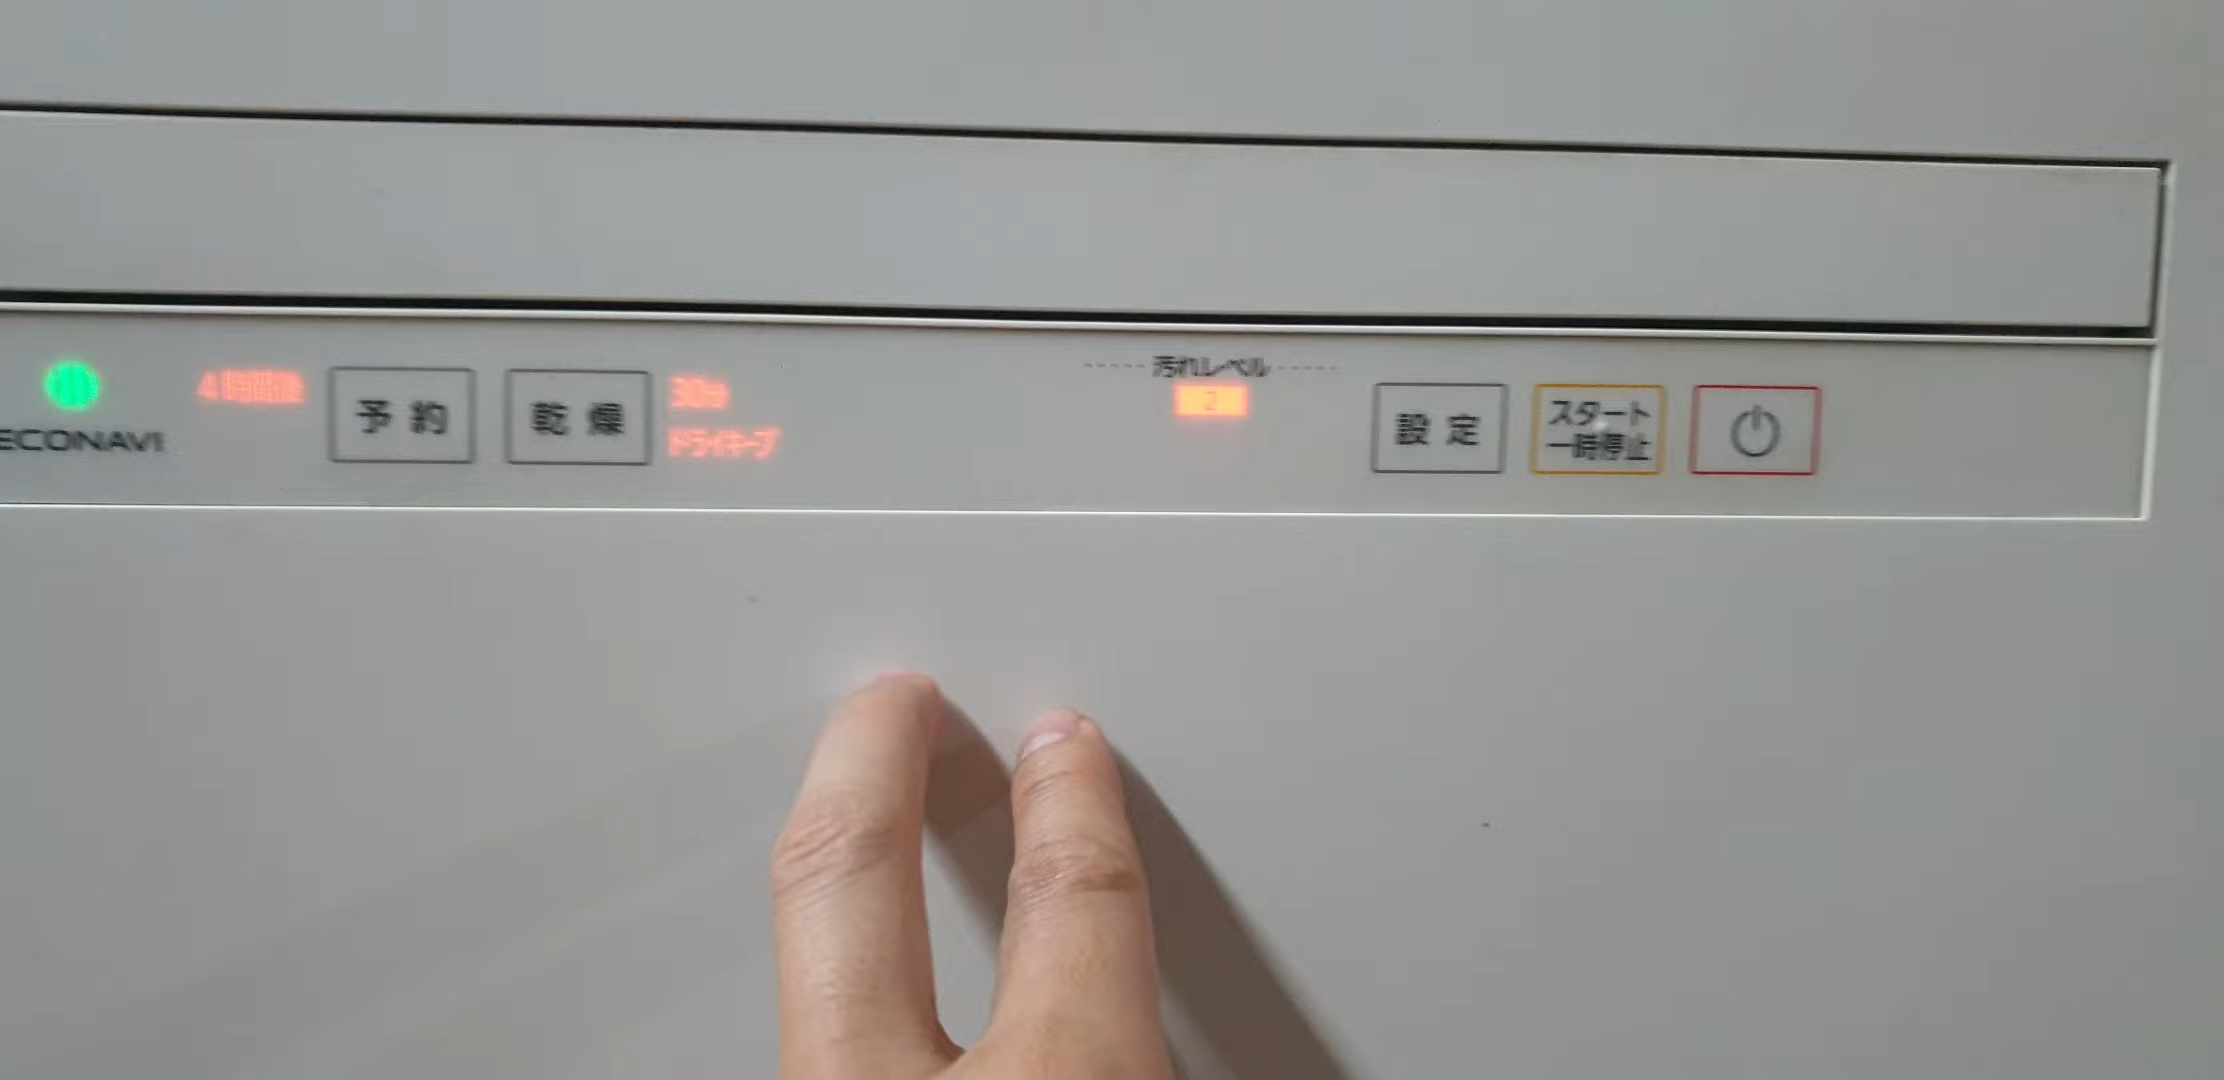 ECONAVI
4時間後
予約
乾燥
30分
ドライキープ
汚れレベル
2
設定
スタート
一時停止